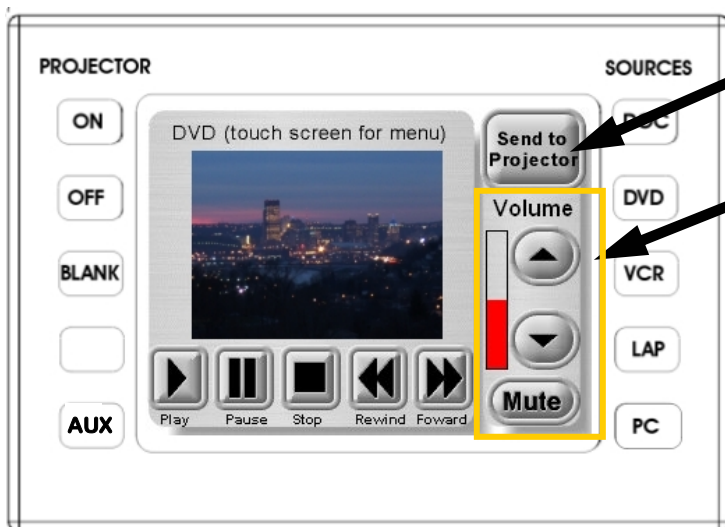 PROJECTOR
SOURCES
ON
OFF
BLANK
AUX
DVD (touch screen for menu)
Play
Pause
Stop
Rewind
Foward
Send to
Projector
Volume
Mute
DOC
DVD
VCR
LAP
PC